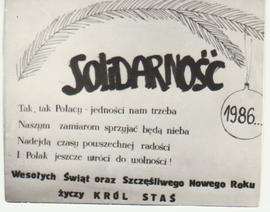 SOLIDARNOŚĆ
1986...
Tak, tak Polacy - jedności nam trzeba
Naszym zamiarom sprzyjać będą nieba
Nadejdą czasy powszechnej radości
I Polak jeszcze wróci do wolności!
Wesołych Świąt oraz Szczęśliwego Nowego Roku
życzy KRÓL STAŚ